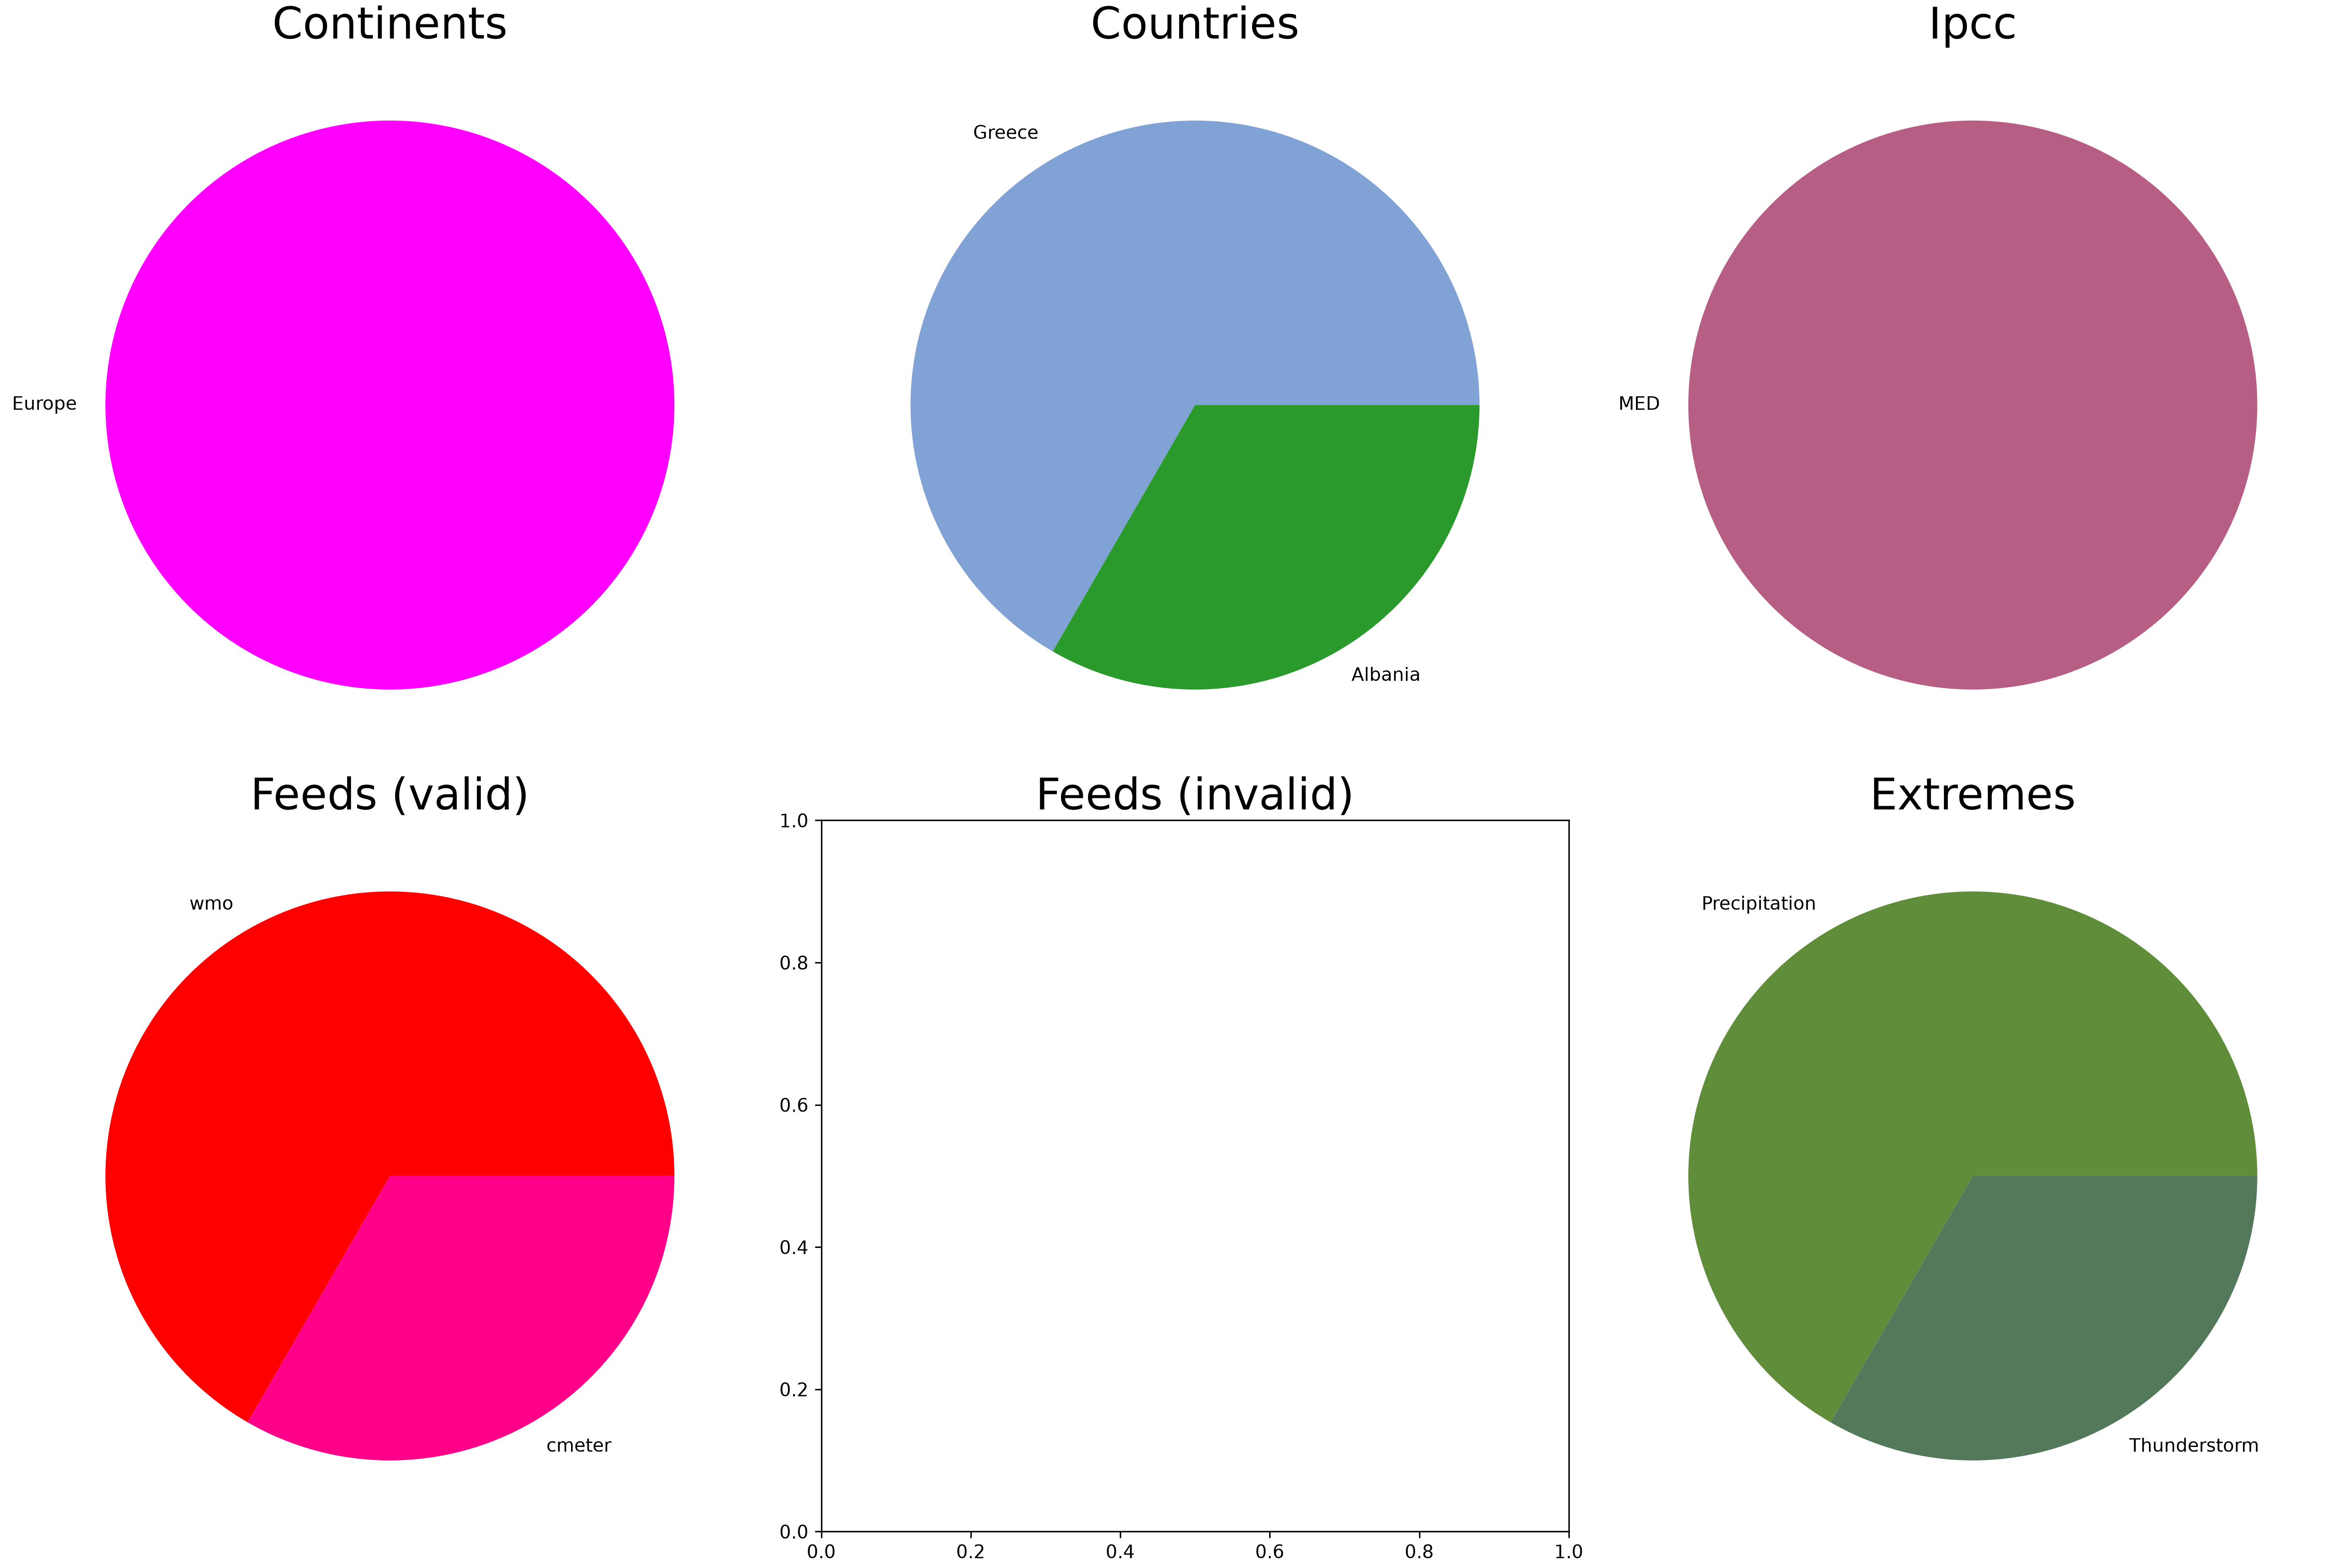 Continents
Countries
Ipcc
Greece
Europe
MED
Albania
Feeds (valid)
Feeds (invalid)
Extremes
1.0
wmo
Precipitation
0.8
0.6
0.4
0.2
cmeter
Thunderstorm
0.0
0.0 0.2 0.4 0.6 0.8 1.0